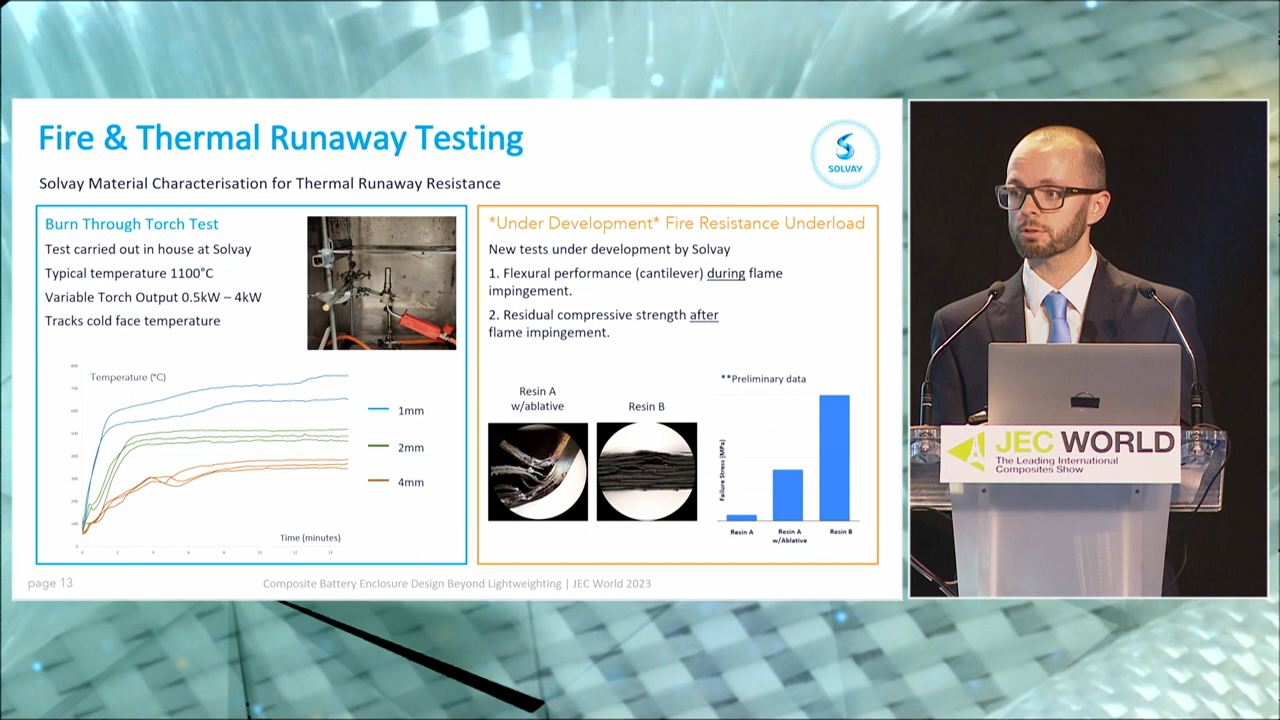 Fire & Thermal Runaway Testing
SOLVAY
Solvay Material Characterisation for Thermal Runaway Resistance
Burn Through Torch Test
Test carried out in house at Solvay
Typical temperature 1100°C
Variable Torch Output 0.5kW – 4kW
Tracks cold face temperature
Temperature (°C)
1mm
2mm
4mm
Time (minutes)
*Under Development* Fire Resistance Underload
New tests under development by Solvay
1. Flexural performance (cantilever) during flame
impingement.
2. Residual compressive strength after
flame impingement.
Resin A
w/ablative
Resin B
**Preliminary data
Failure Stress (MPa)
Resin A
Resin A
w/Ablative
Resin B
page 13
Composite Battery Enclosure Design Beyond Lightweighting | JEC World 2023
JEC WORLD
The Leading International
Composites Show